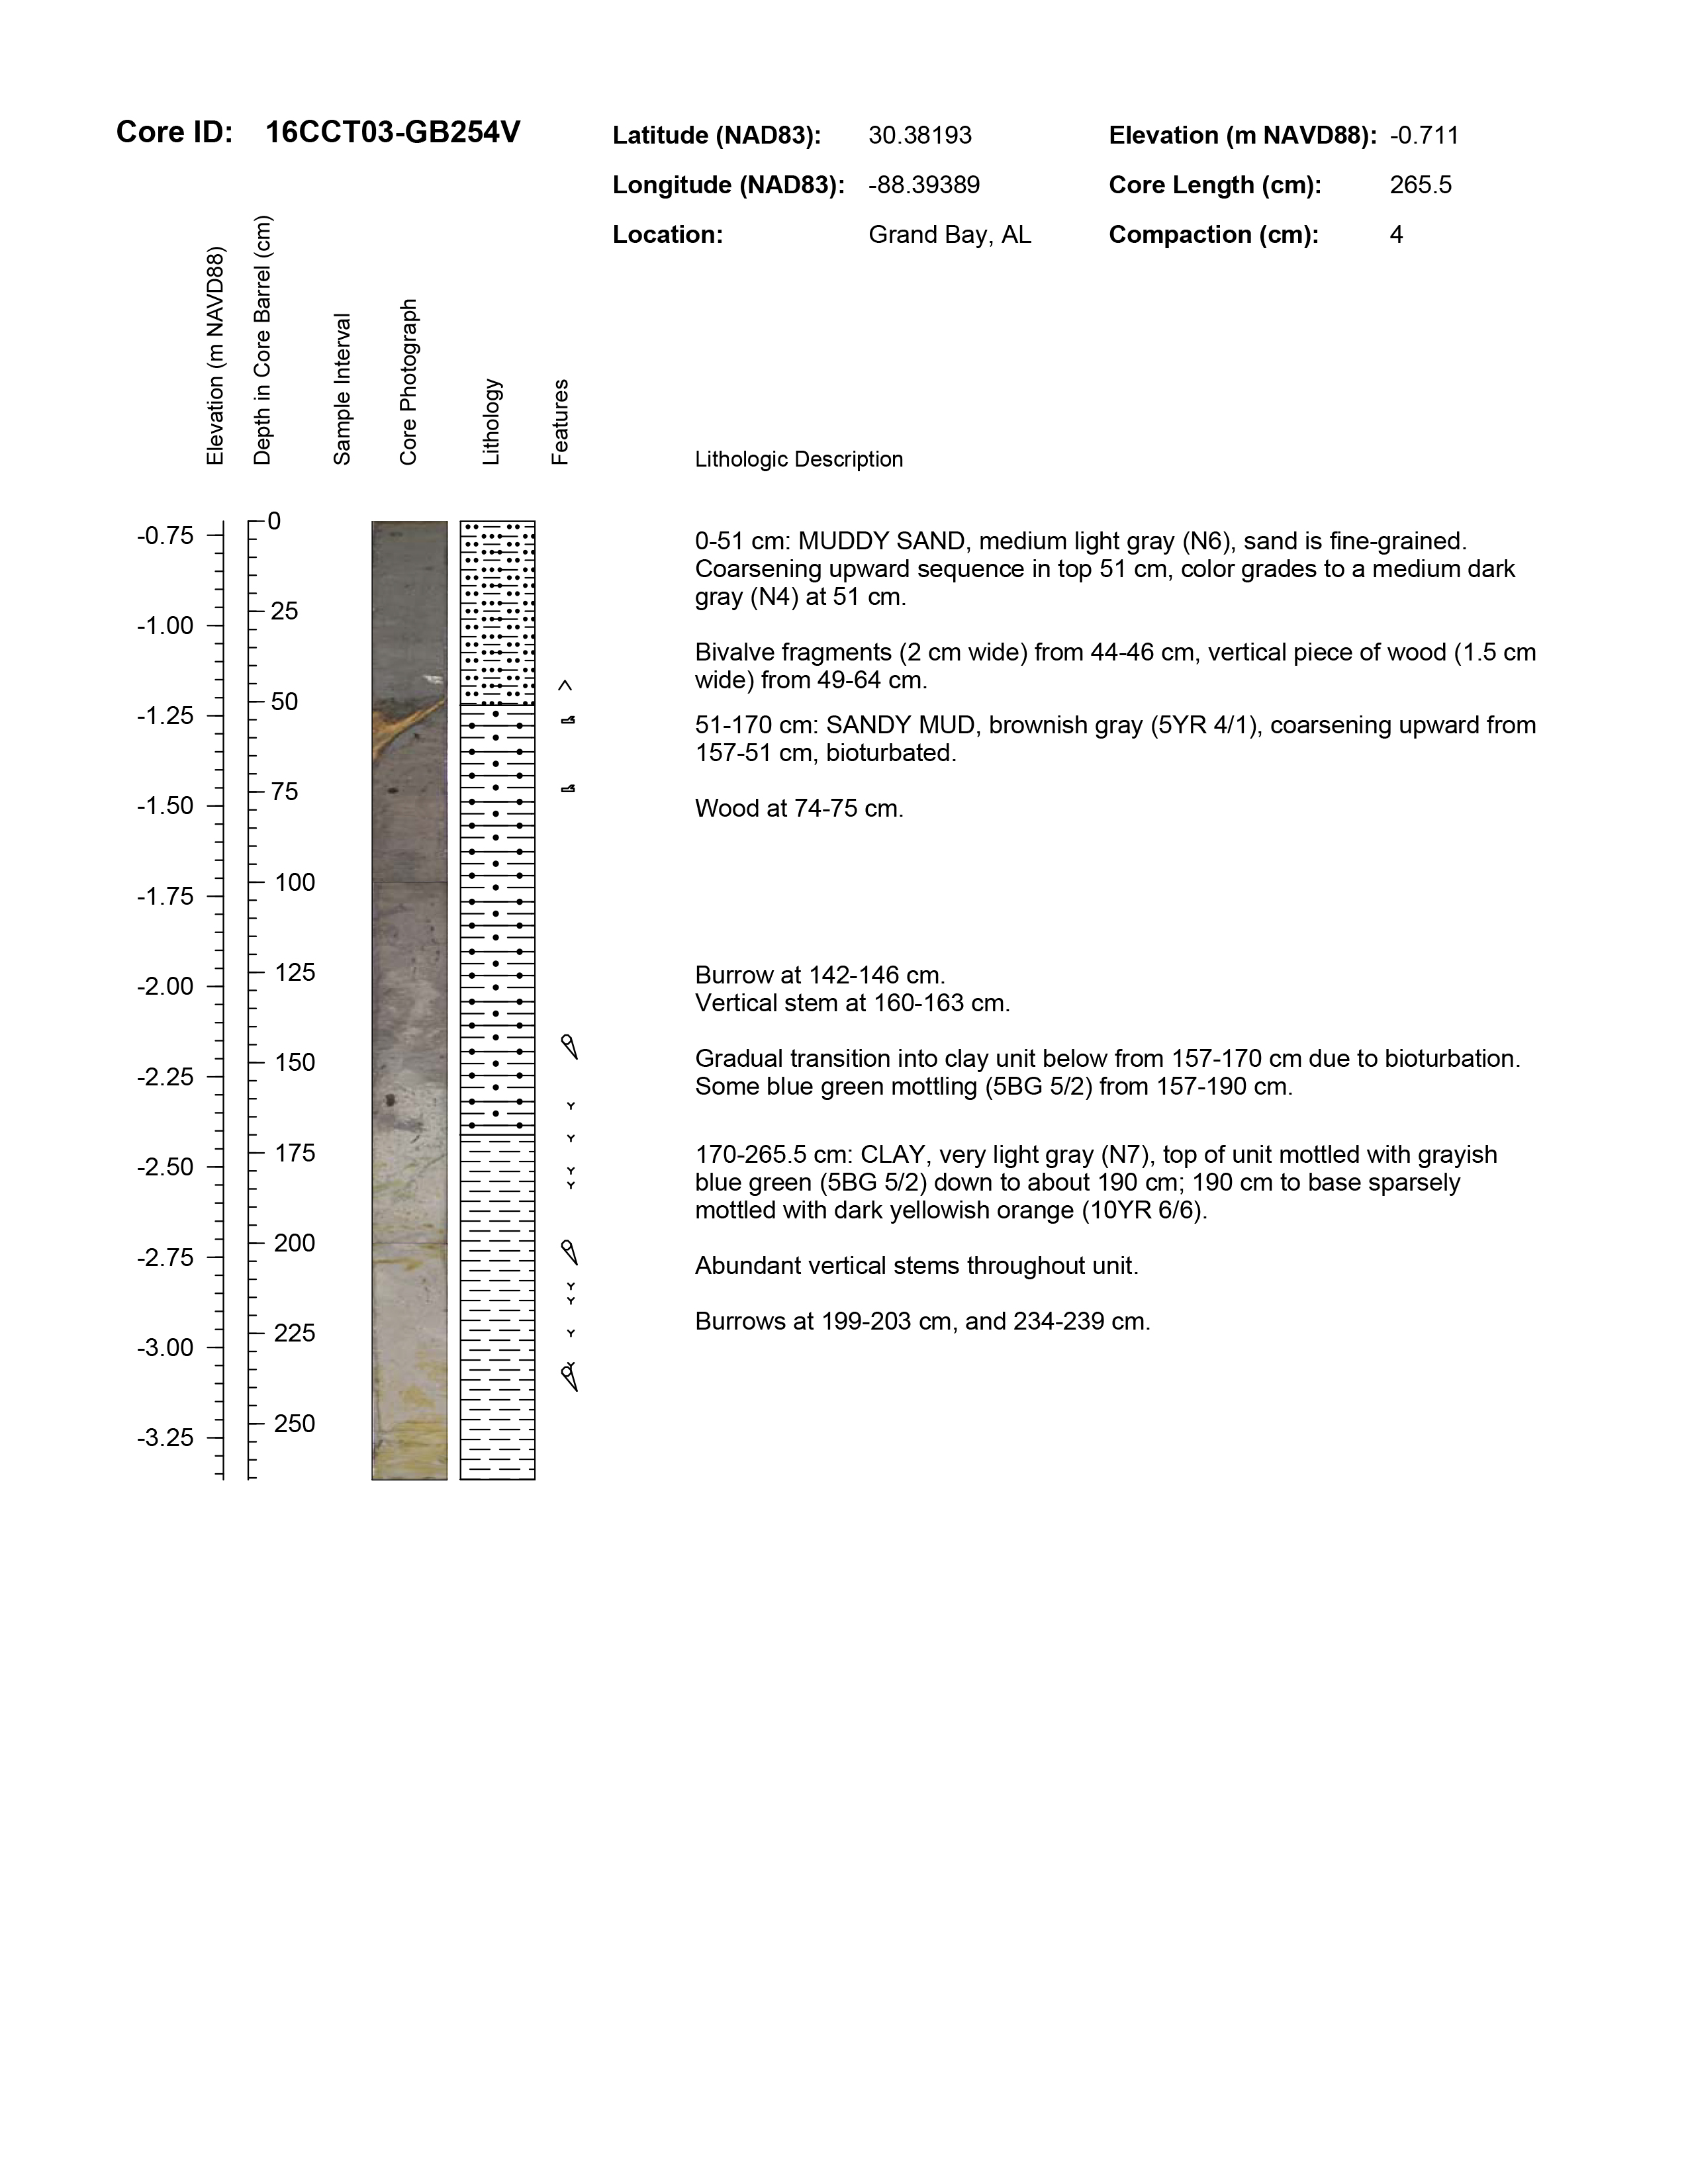 Core ID: 16CCT03-GB254V
Latitude (NAD83): 30.38193
Elevation (m NAVD88): -0.711
Longitude (NAD83): -88.39389
Core Length (cm): 265.5
Location: Grand Bay, AL
Compaction (cm): 4
Elevation (m NAVD88)
Depth in Core Barrel (cm)
Sample Interval
Core Photograph
Lithology
Features
Lithologic Description
-0.75
-1.00
-1.25
-1.50
-1.75
-2.00
-2.25
-2.50
-2.75
-3.00
-3.25
0
25
50
75
100
125
150
175
200
225
250
0-51 cm: MUDDY SAND, medium light gray (N6), sand is fine-grained.
Coarsening upward sequence in top 51 cm, color grades to a medium dark
gray (N4) at 51 cm.
Bivalve fragments (2 cm wide) from 44-46 cm, vertical piece of wood (1.5 cm
wide) from 49-64 cm.
51-170 cm: SANDY MUD, brownish gray (5YR 4/1), coarsening upward from
157-51 cm, bioturbated.
Wood at 74-75 cm.
Burrow at 142-146 cm.
Vertical stem at 160-163 cm.
Gradual transition into clay unit below from 157-170 cm due to bioturbation.
Some blue green mottling (5BG 5/2) from 157-190 cm.
170-265.5 cm: CLAY, very light gray (N7), top of unit mottled with grayish
blue green (5BG 5/2) down to about 190 cm; 190 cm to base sparsely
mottled with dark yellowish orange (10YR 6/6).
Abundant vertical stems throughout unit.
Burrows at 199-203 cm, and 234-239 cm.